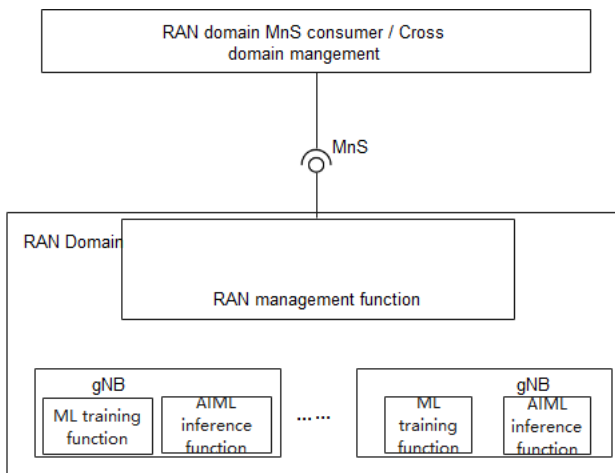 RAN domain MnS consumer / Cross
domain mangement
MnS
RAN Domain
RAN management function
gNB
ML training
function
AIML
inference
function
... ...
gNB
ML
training
function
AIML
inference
function